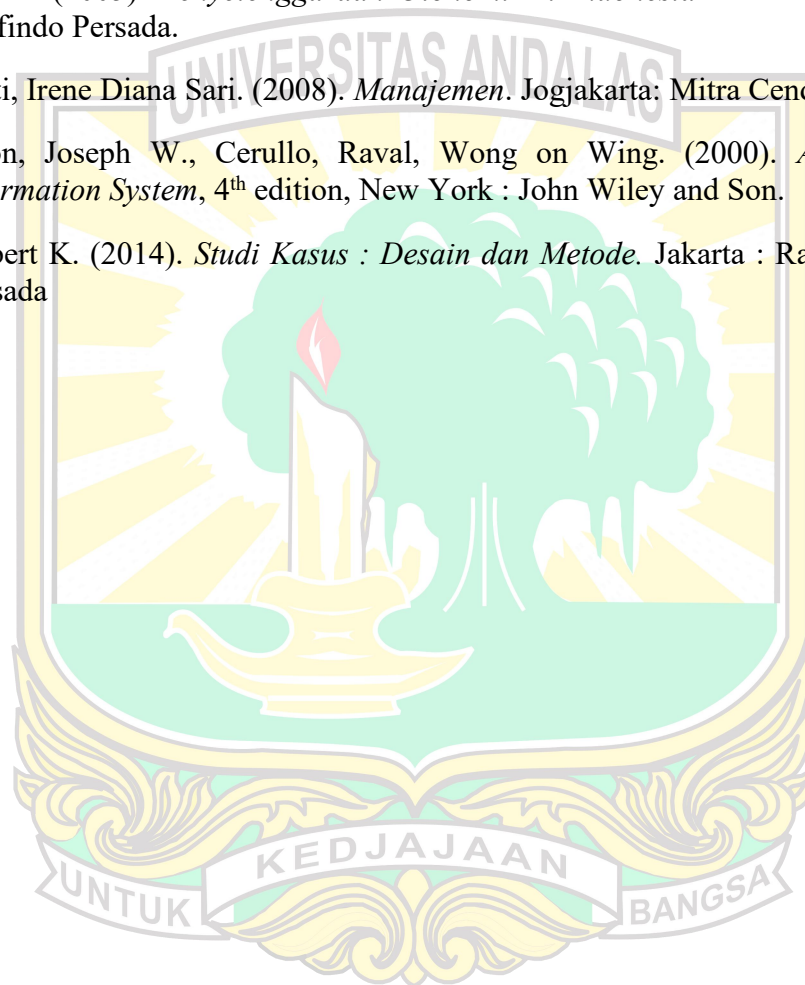 findo Persada.
UNIVERSITAS ANDALAS
ti, Irene Diana Sari. (2008). Manajemen. Jogjakarta: Mitra Cend
on, Joseph W., Cerullo, Raval, Wong on Wing. (2000). A
rmation System, 4th edition, New York : John Wiley and Son.
bert K. (2014). Studi Kasus : Desain dan Metode. Jakarta : Ra
sada
KEDJAJAAN
UNTUK
BANGSA